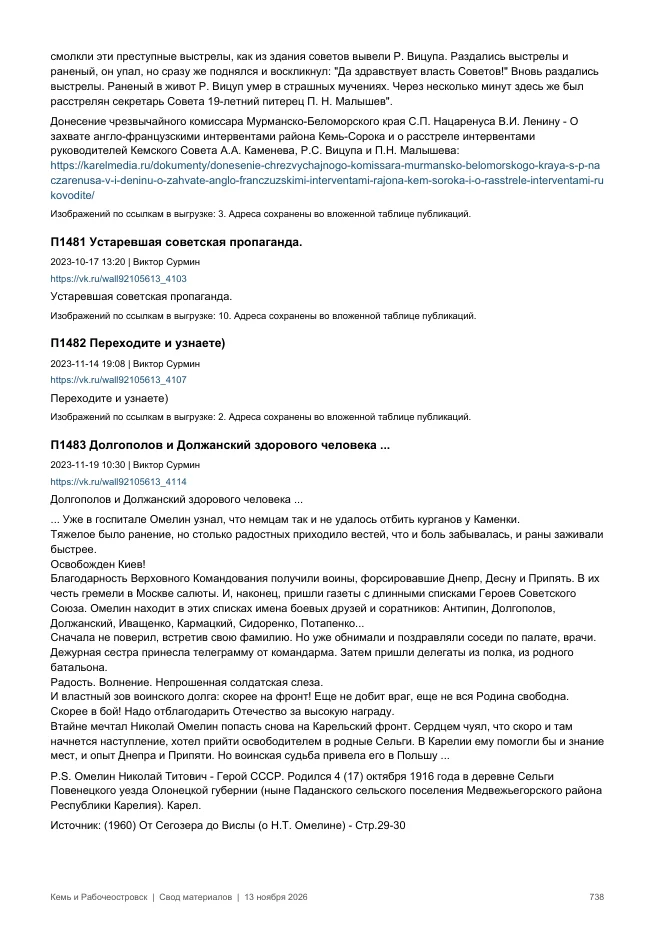 смолкли эти преступные выстрелы, как из здания советов вывели Р. Вицупа. Раздались выстрелы и
раненый, он упал, но сразу же поднялся и воскликнул: "Да здравствует власть Советов!" Вновь раздались
выстрелы. Раненый в живот Р. Вицуп умер в страшных мучениях. Через несколько минут здесь же был
расстрелян секретарь Совета 19-летний питерец П. Н. Малышев".
Донесение чрезвычайного комиссара Мурманско-Беломорского края С.П. Нацаренуса В.И. Ленину - О
захвате англо-французскими интервентами района Кемь-Сорока и о расстреле интервентами
руководителей Кемского Совета А.А. Каменева, Р.С. Вицупа и П.Н. Малышева:
https://karelmedia.ru/dokumenty/donesenie-chrezvychajnogo-komissara-murmansko-belomorskogo-kraya-s-p-na
czarenusa-v-i-deninu-o-zahvate-anglo-franczuzskimi-interventami-rajona-kem-soroka-i-o-rasstrele-interventami-ru
kovodite/
Изображений по ссылкам в выгрузке: 3. Адреса сохранены во вложенной таблице публикаций.
П1481 Устаревшая советская пропаганда.
2023-10-17 13:20 | Виктор Сурмин
https://vk.ru/wall92105613_4103
Устаревшая советская пропаганда.
Изображений по ссылкам в выгрузке: 10. Адреса сохранены во вложенной таблице публикаций.
П1482 Переходите и узнаете)
2023-11-14 19:08 | Виктор Сурмин
https://vk.ru/wall92105613_4107
Переходите и узнаете)
Изображений по ссылкам в выгрузке: 2. Адреса сохранены во вложенной таблице публикаций.
П1483 Долгополов и Должанский здорового человека ...
2023-11-19 10:30 | Виктор Сурмин
https://vk.ru/wall92105613_4114
Долгополов и Должанский здорового человека ...
... Уже в госпитале Омелин узнал, что немцам так и не удалось отбить курганов у Каменки.
Тяжелое было ранение, но столько радостных приходило вестей, что и боль забывалась, и раны заживали
быстрее.
Освобожден Киев!
Благодарность Верховного Командования получили воины, форсировавшие Днепр, Десну и Припять. В их
честь гремели в Москве салюты. И, наконец, пришли газеты с длинными списками Героев Советского
Союза. Омелин находит в этих списках имена боевых друзей и соратников: Антипин, Долгополов,
Должанский, Иващенко, Кармацкий, Сидоренко, Потапенко...
Сначала не поверил, встретив свою фамилию. Но уже обнимали и поздравляли соседи по палате, врачи.
Дежурная сестра принесла телеграмму от командарма. Затем пришли делегаты из полка, из родного
батальона.
Радость. Волнение. Непрошенная солдатская слеза.
И властный зов воинского долга: скорее на фронт! Еще не добит враг, еще не вся Родина свободна.
Скорее в бой! Надо отблагодарить Отечество за высокую награду.
Втайне мечтал Николай Омелин попасть снова на Карельский фронт. Сердцем чуял, что скоро и там
начнется наступление, хотел прийти освободителем в родные Сельги. В Карелии ему помогли бы и знание
мест, и опыт Днепра и Припяти. Но воинская судьба привела его в Польшу ...
P.S. Омелин Николай Титович - Герой СССР. Родился 4 (17) октября 1916 года в деревне Сельги
Повенецкого уезда Олонецкой губернии (ныне Паданского сельского поселения Медвежьегорского района
Республики Карелия). Карел.
Источник: (1960) От Сегозера до Вислы (о Н.Т. Омелине) - Стр.29-30
Кемь и Рабочеостровск | Свод материалов | 13 ноября 2026
738